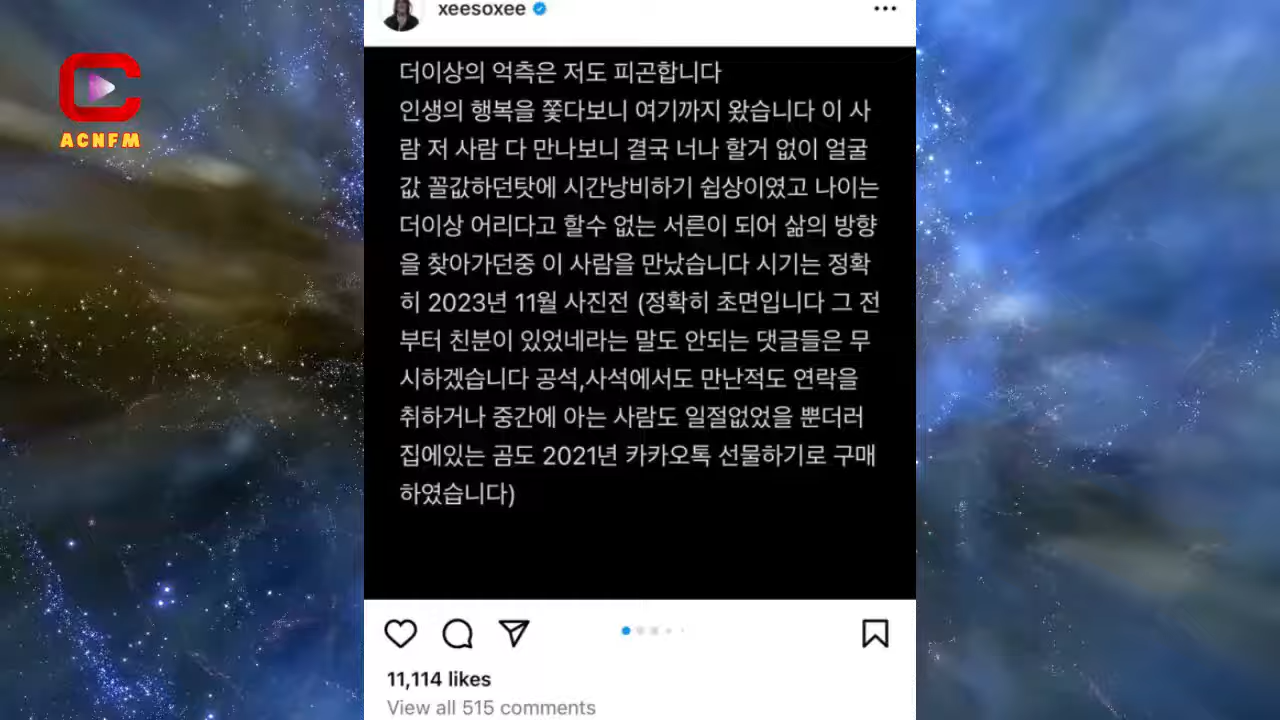 xeesoxee
ACNFM
더이상의 억측은 저도 피곤합니다
인생의 행복을 쫓다보니 여기까지 왔습니다 이 사
람 저 사람 다 만나보니 결국 너나 할거 없이 얼굴
값 꼴값하던탓에 시간낭비하기 쉽상이였고 나이는
더이상 어리다고 할수 없는 서른이 되어 삶의 방향
을 찾아가던중 이 사람을 만났습니다 시기는 정확
히 2023년 11월 사진전 (정확히 초면입니다 그 전
부터 친분이 있었네라는 말도 안되는 댓글들은 무
시하겠습니다 공석,사석에서도 만난적도 연락을
취하거나 중간에 아는 사람도 일절없었을 뿐더러
집에있는 곰도 2021년 카카오톡 선물하기로 구매
하였습니다)
11,114 likes
View all 515 comments